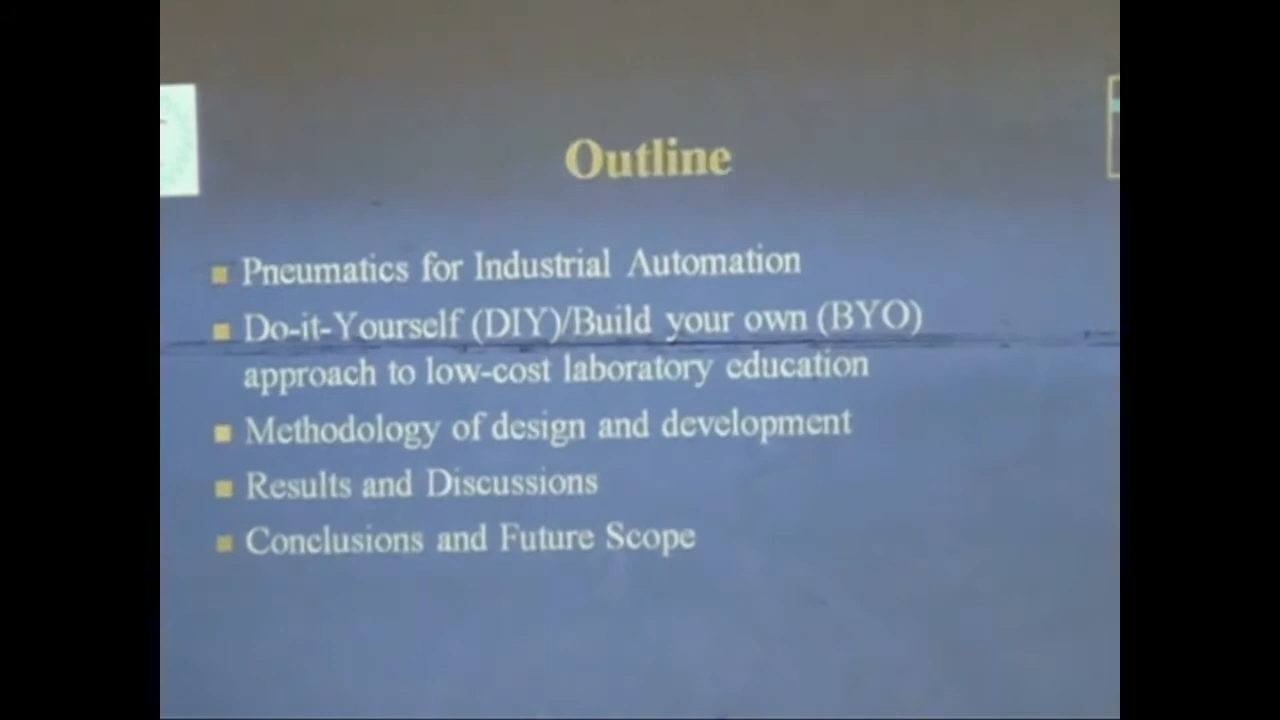 Outline
Pneumatics for Industrial Automation
Do-it-Yourself (DIY)/Build your own (BYO)
approach to low-cost laboratory education
Methodology of design and development
Results and Discussions
Conclusions and Future Scope